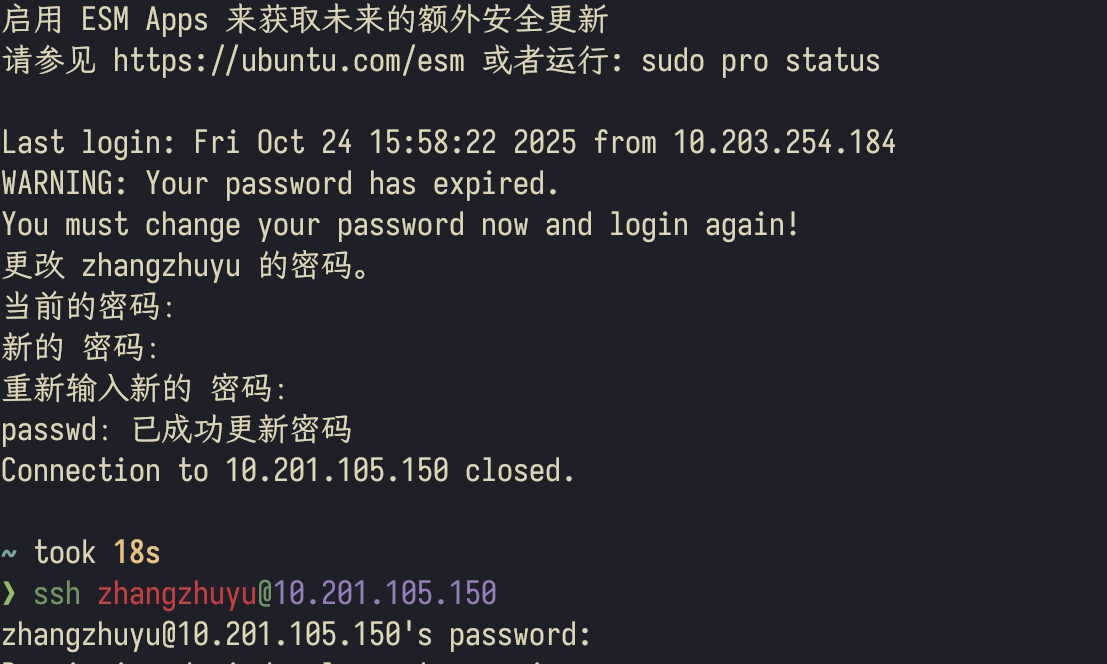 启用 ESM Apps 来获取未来的额外安全更新
请参见 https://ubuntu.com/esm 或者运行: sudo pro status
Last login: Fri Oct 24 15:58:22 2025 from 10.203.254.184
WARNING: Your password has expired.
You must change your password now and login again!
更改 zhangzhuyu 的密码。
当前的密码：
新的 密码：
重新输入新的 密码：
passwd：已成功更新密码
Connection to 10.201.105.150 closed.
~ took 18s
❯ ssh zhangzhuyu@10.201.105.150
zhangzhuyu@10.201.105.150's password: